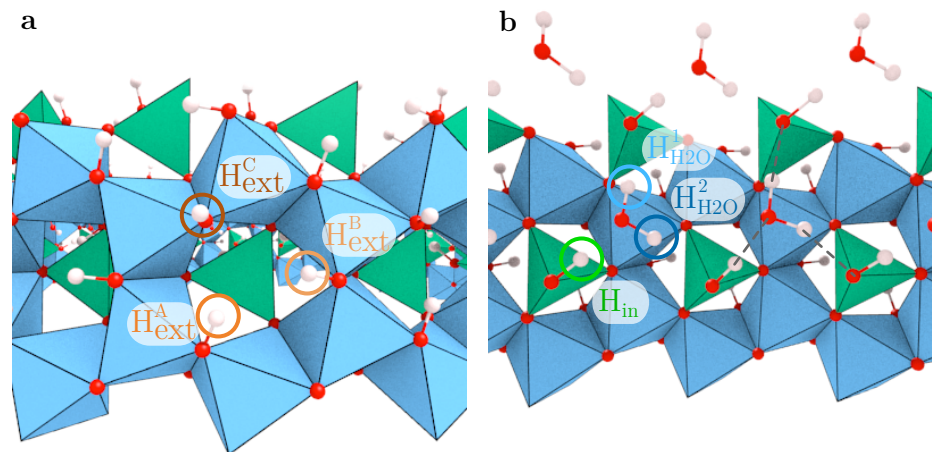 a
b
H^C_ext
H^B_ext
H^A_ext
H^1_H2O
H^2_H2O
H_in